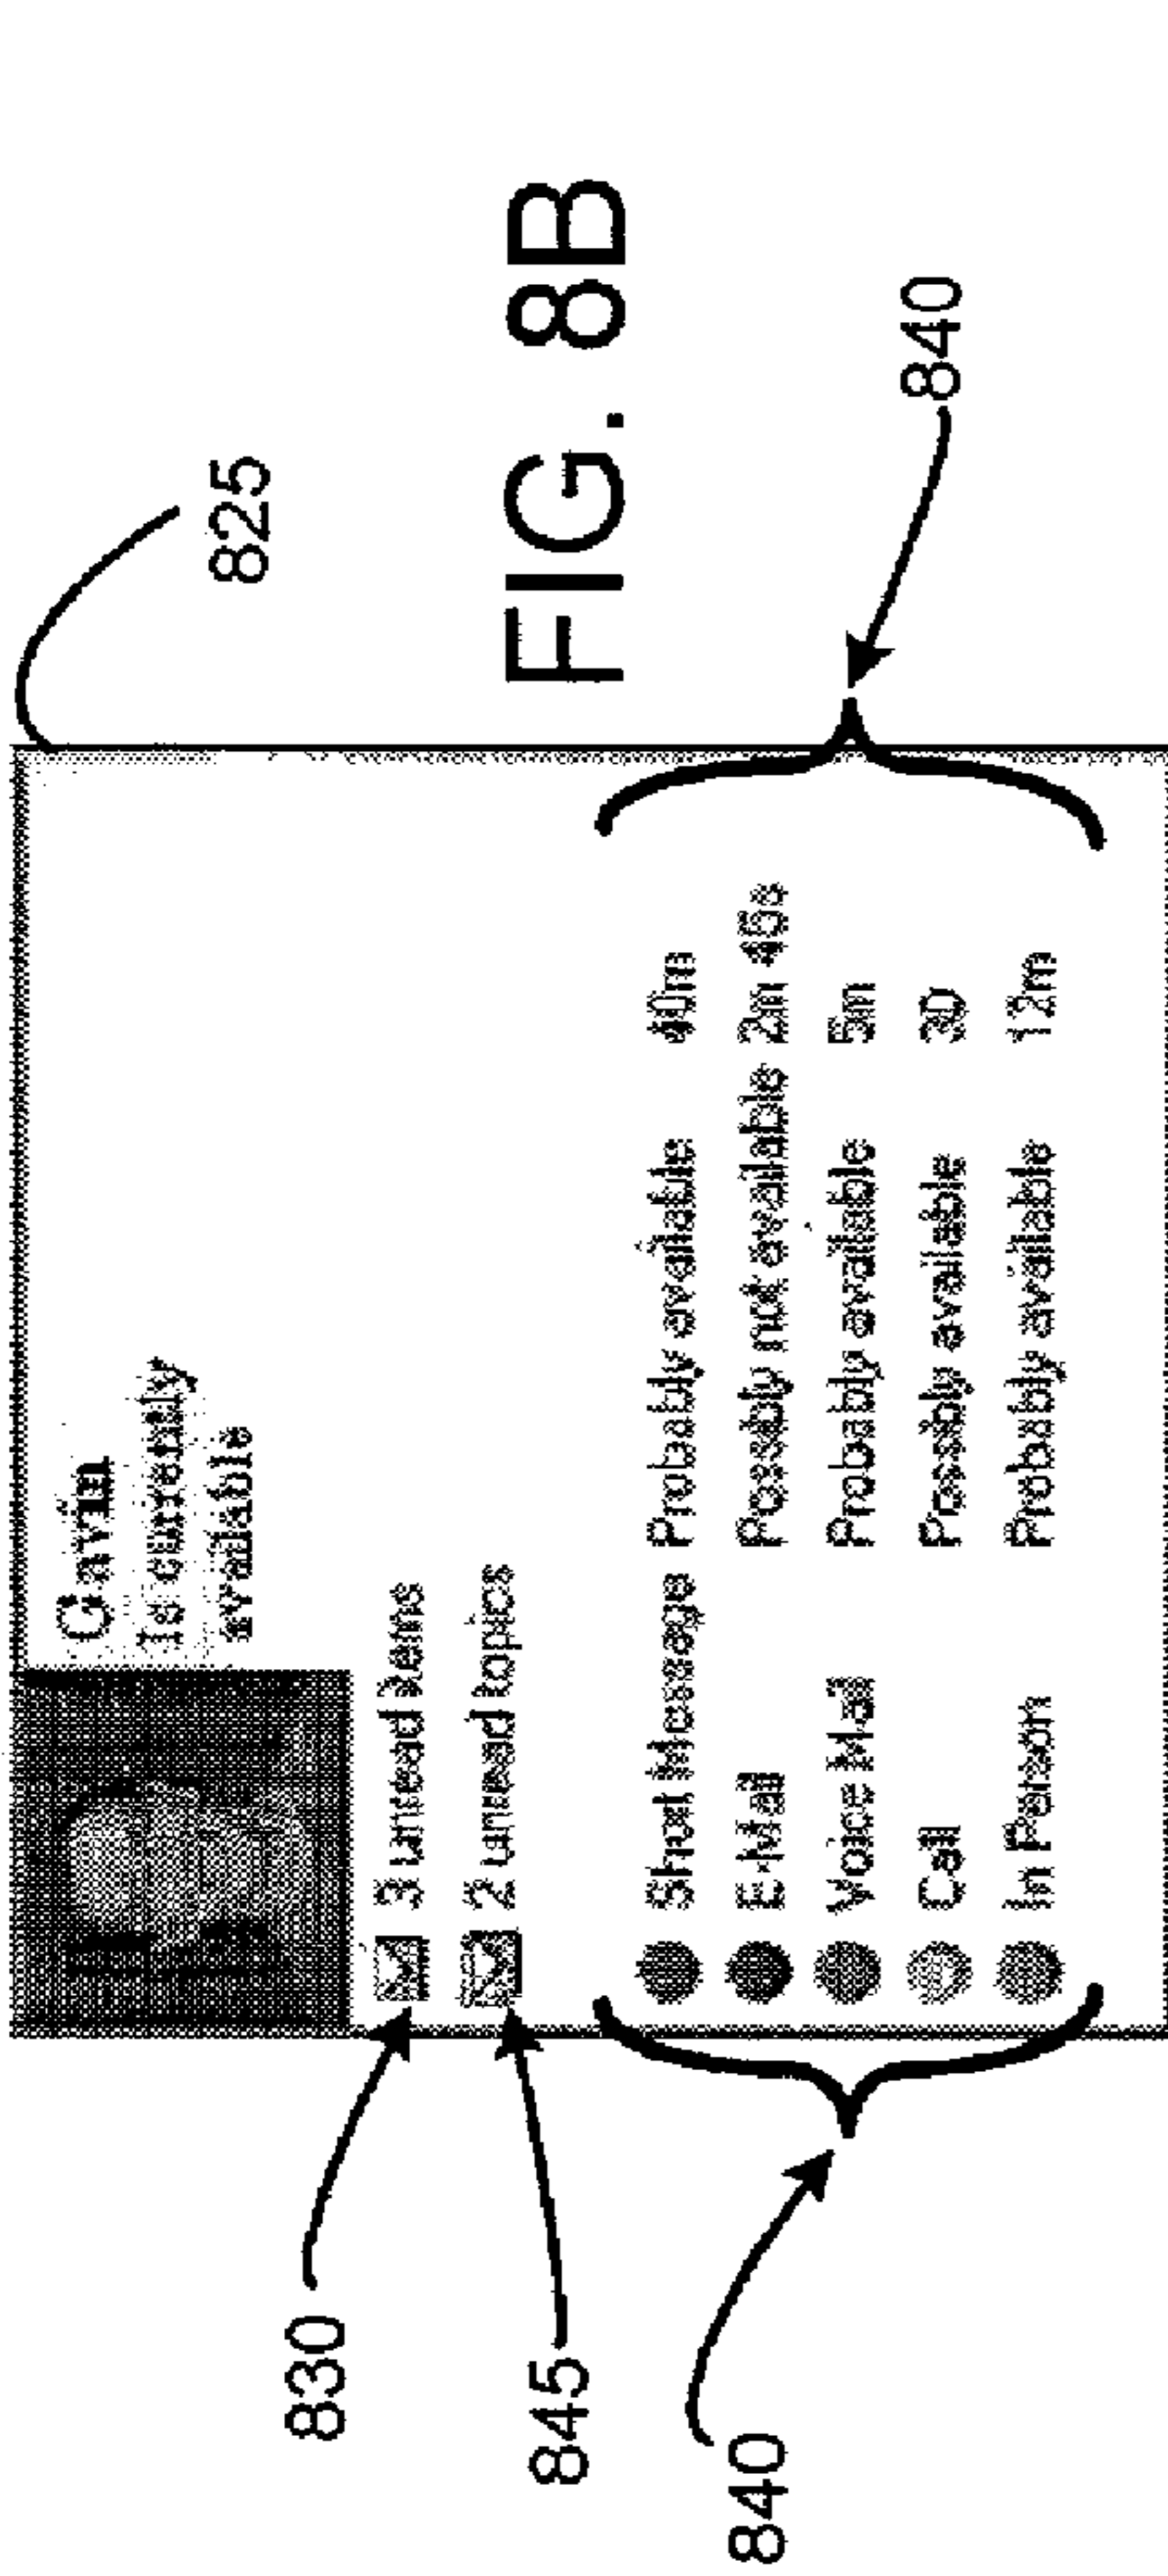 825
Gavin
Is currently
available
830
3 unread items
845
2 unread topics
FIG. 8B
840
Short Message Probably available 40m
E-Mail Possibly not available 2m 46s
Voice Mail Probably available 5m
Call Possibly available 30
In Person Probably available 12m
840